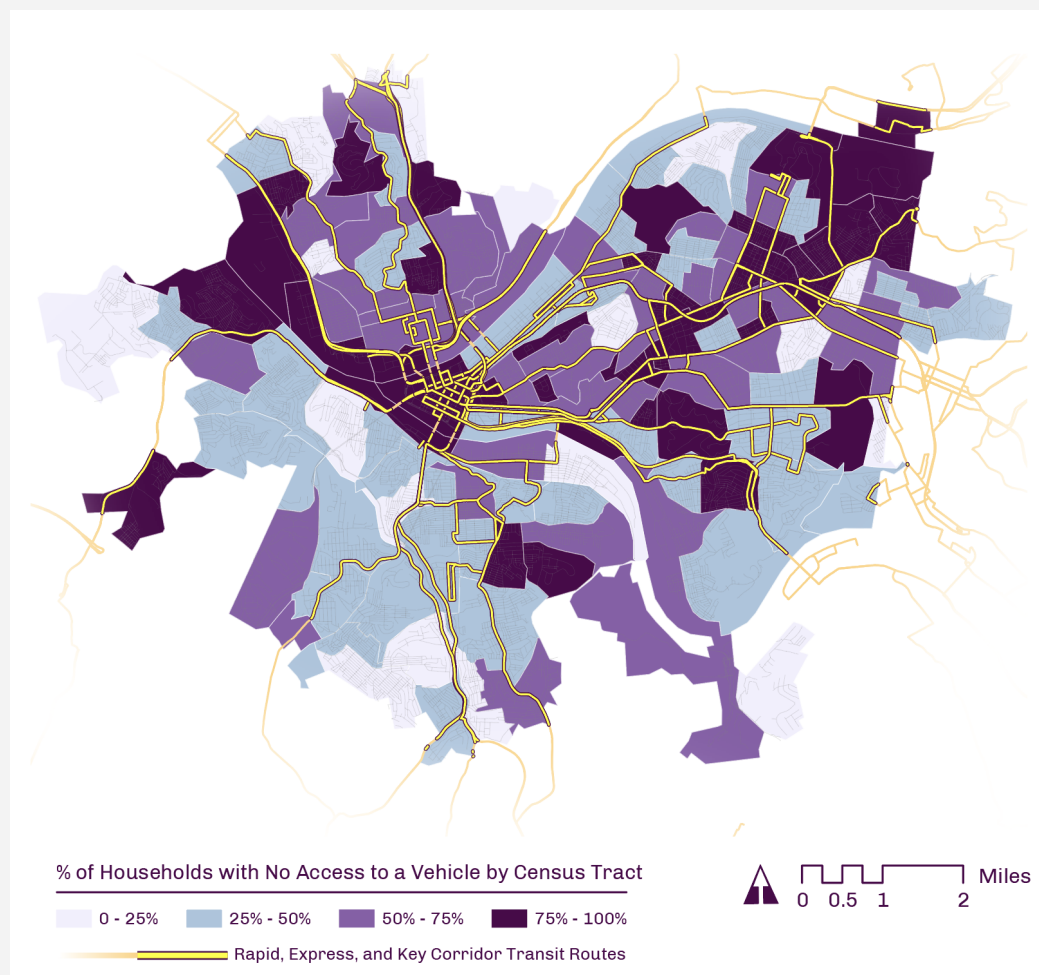 % of Households with No Access to a Vehicle by Census Tract
0 - 25% 25% - 50% 50% - 75% 75% - 100%
Rapid, Express, and Key Corridor Transit Routes
Miles
0 0.5 1 2